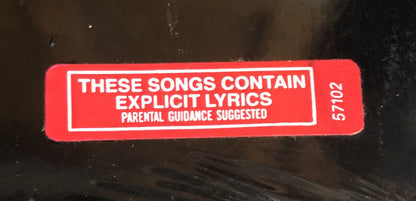 THESE SONGS CONTAIN
EXPLICIT LYRICS
PARENTAL GUIDANCE SUGGESTED
57102